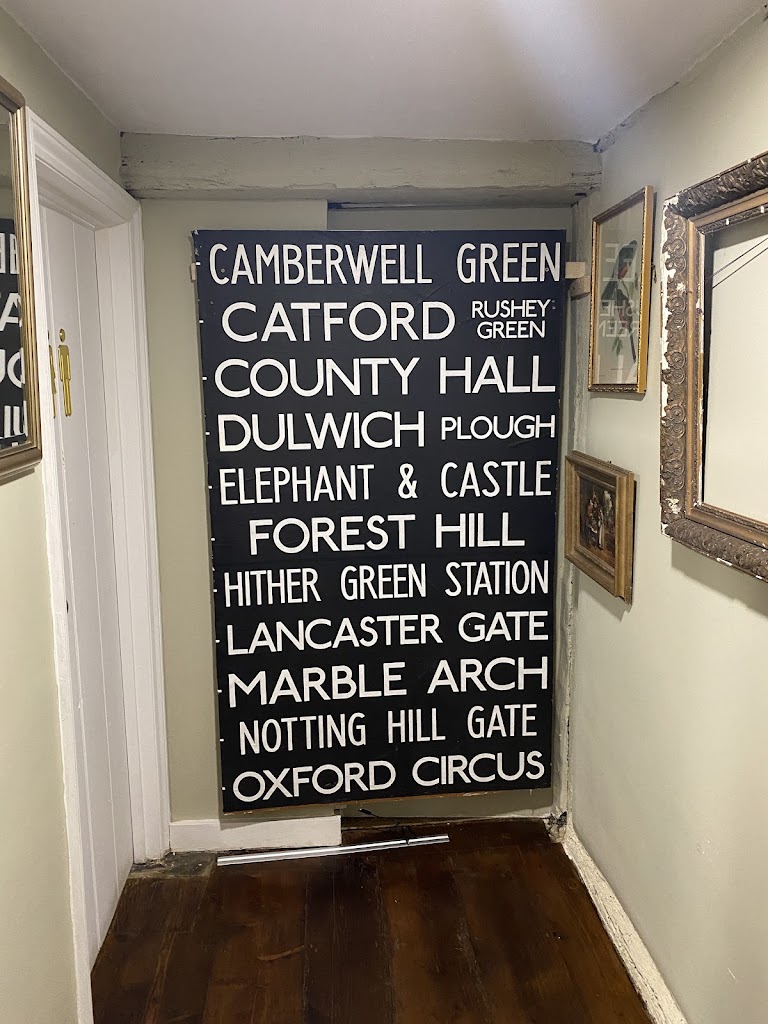 CAMBERWELL GREEN
CATFORD RUSHEY GREEN
COUNTY HALL
DULWICH PLOUGH
ELEPHANT & CASTLE
FOREST HILL
HITHER GREEN STATION
LANCASTER GATE
MARBLE ARCH
NOTTING HILL GATE
OXFORD CIRCUS